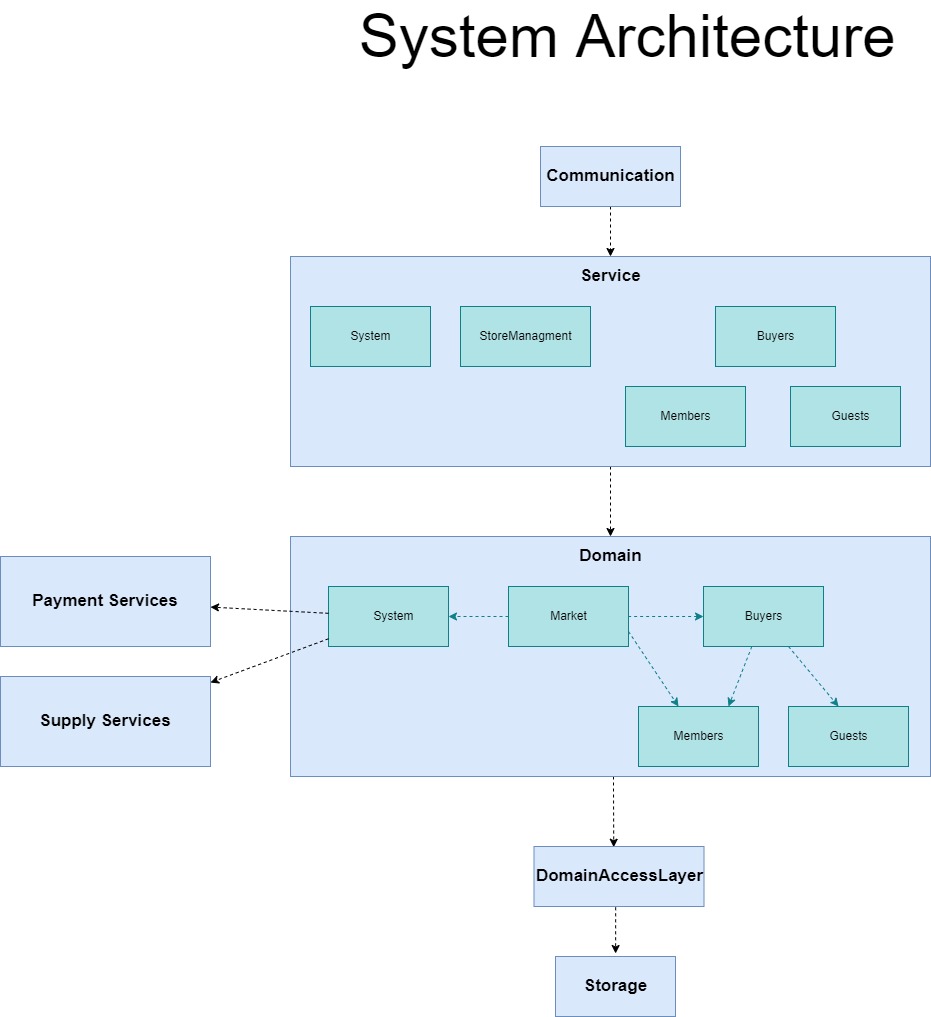 System Architecture
Communication
Service
System
StoreManagment
Buyers
Members
Guests
Domain
Payment Services
System
Market
Buyers
Supply Services
Members
Guests
DomainAccessLayer
Storage